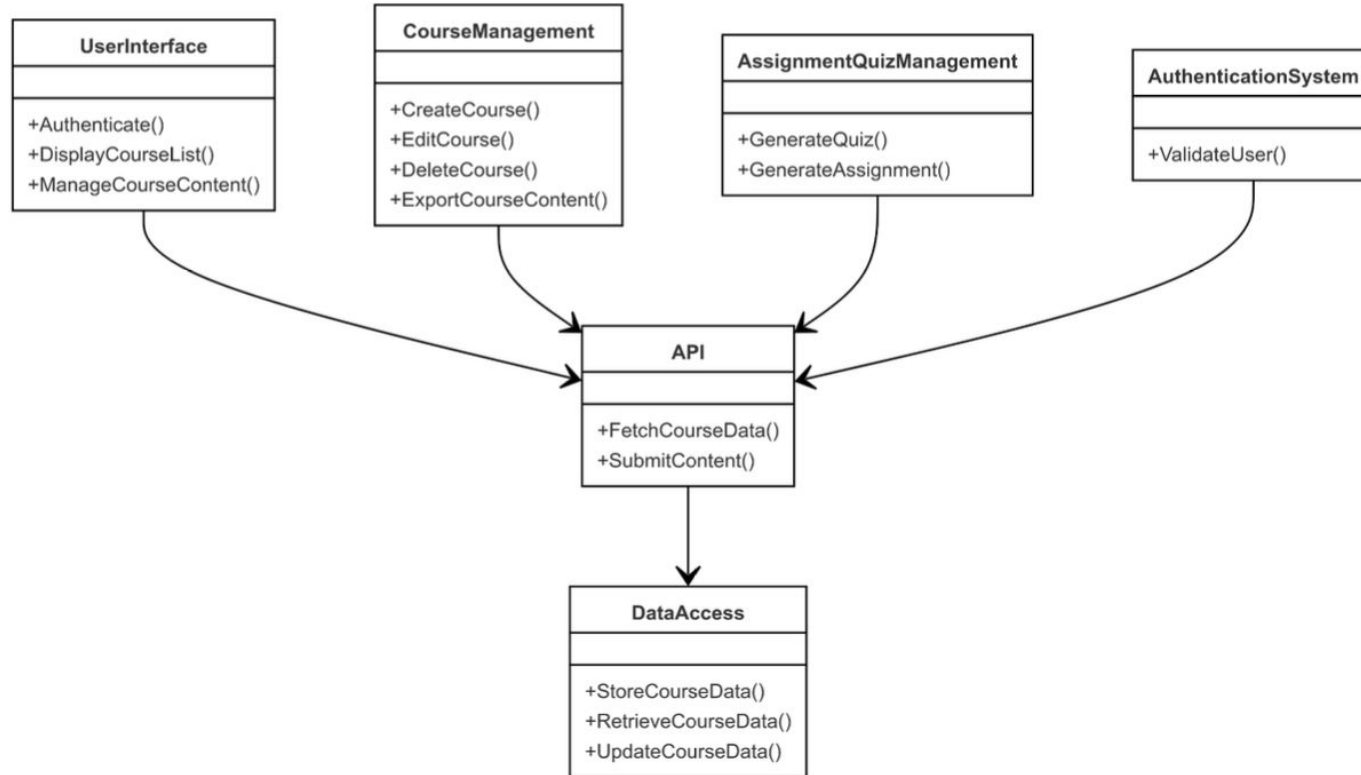 UserInterface
+Authenticate()
+DisplayCourseList()
+ManageCourseContent()
CourseManagement
+CreateCourse()
+EditCourse()
+DeleteCourse()
+ExportCourseContent()
AssignmentQuizManagement
+GenerateQuiz()
+GenerateAssignment()
AuthenticationSystem
+ValidateUser()
API
+FetchCourseData()
+SubmitContent()
DataAccess
+StoreCourseData()
+RetrieveCourseData()
+UpdateCourseData()